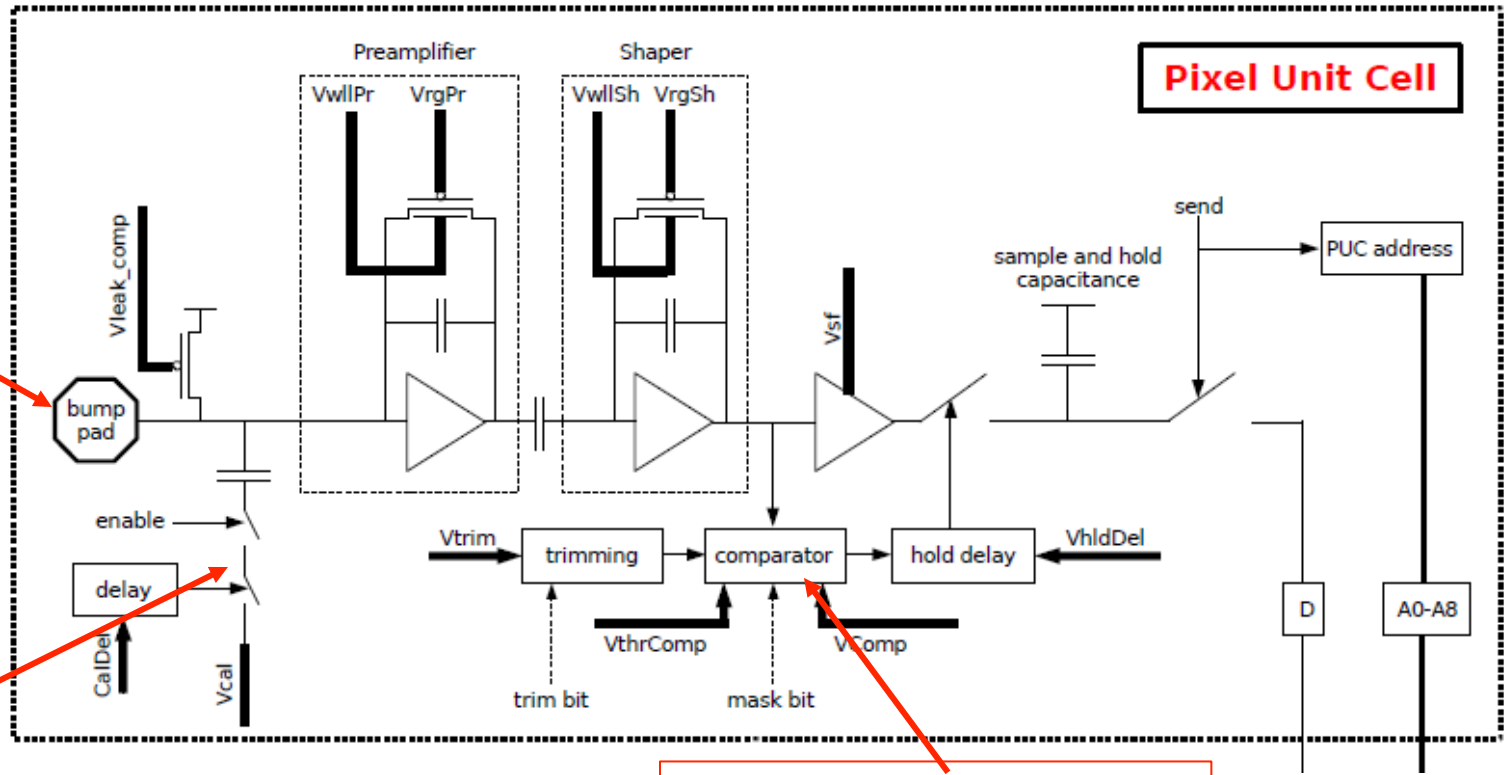 Pixel Unit Cell
Preamplifier
Shaper
VwllPr
VrgPr
VwllSh
VrgSh
Vleak_comp
bump
pad
send
PUC address
sample and hold
capacitance
Vsf
enable
delay
CalDel
Vcal
Vtrim
trimming
comparator
hold delay
VhldDel
VthrComp
VComp
trim bit
mask bit
D
A0-A8